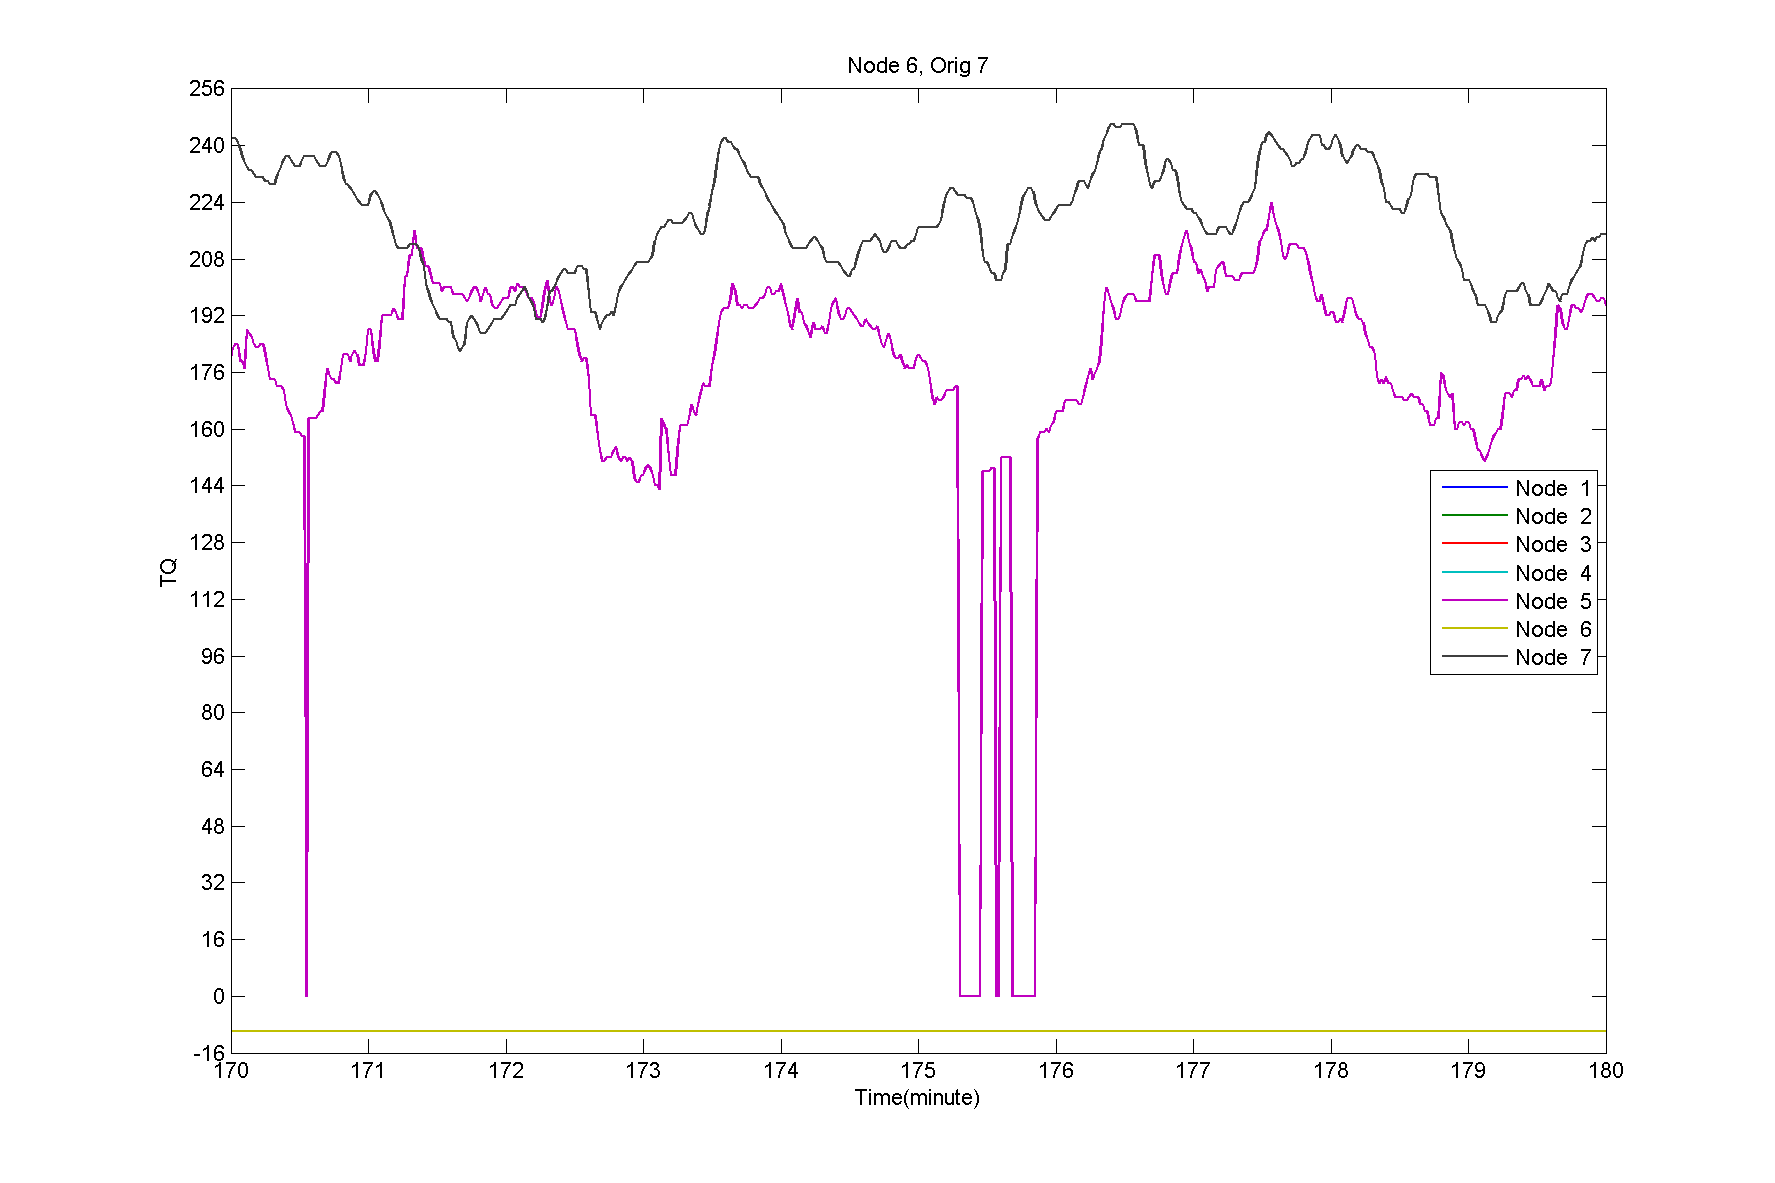 Node 6, Orig 7
256
240
224
208
192
176
160
144
128
112
96
80
64
48
32
16
0
-16
TQ
Node 1
Node 2
Node 3
Node 4
Node 5
Node 6
Node 7
170 171 172 173 174 175 176 177 178 179 180
Time(minute)